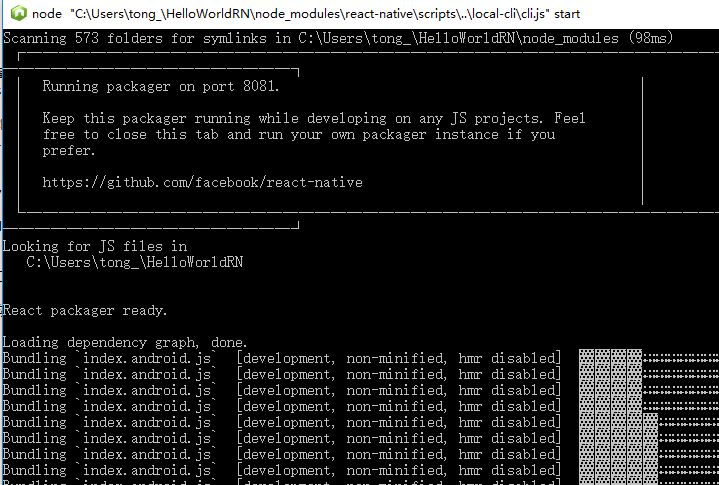 node "C:\Users\tong_\HelloWorldRN\node_modules\react-native\scripts\..\local-cli\cli.js" start
Scanning 573 folders for symlinks in C:\Users\tong_\HelloWorldRN\node_modules (98ms)
Running packager on port 8081.
Keep this packager running while developing on any JS projects. Feel
free to close this tab and run your own packager instance if you
prefer.
https://github.com/facebook/react-native
Looking for JS files in
C:\Users\tong_\HelloWorldRN
React packager ready.
Loading dependency graph, done.
Bundling `index.android.js` [development, non-minified, hmr disabled]
Bundling `index.android.js` [development, non-minified, hmr disabled]
Bundling `index.android.js` [development, non-minified, hmr disabled]
Bundling `index.android.js` [development, non-minified, hmr disabled]
Bundling `index.android.js` [development, non-minified, hmr disabled]
Bundling `index.android.js` [development, non-minified, hmr disabled]
Bundling `index.android.js` [development, non-minified, hmr disabled]
Bundling `index.android.js` [development, non-minified, hmr disabled]